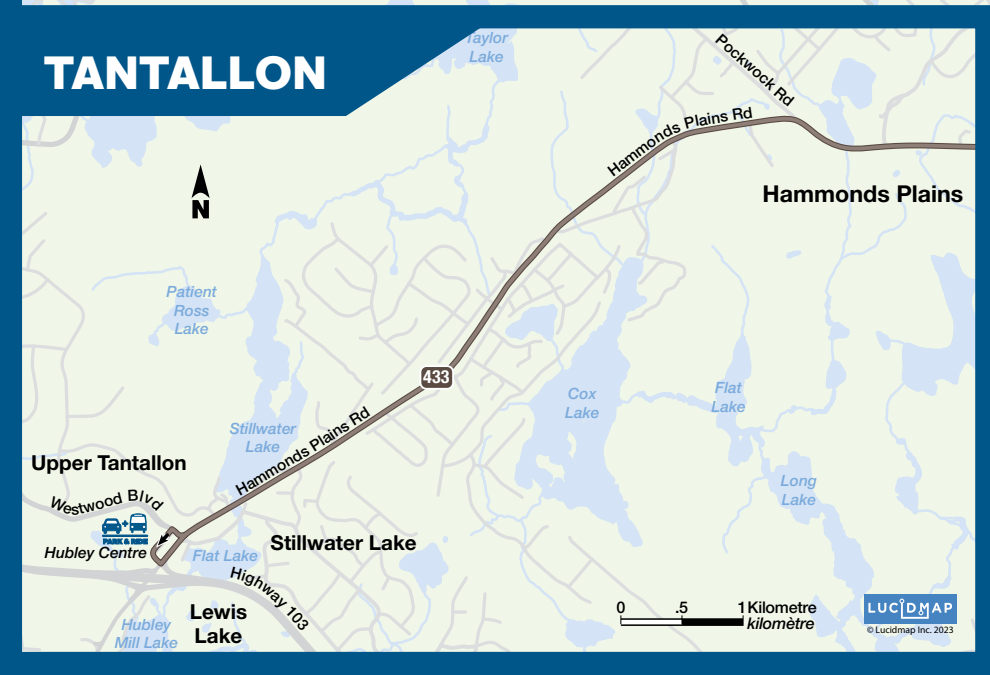 TANTALLON
Taylor
Lake
Pockwock Rd
Hammonds Plains Rd
Hammonds Plains
N
Patient
Ross
Lake
433
Cox
Lake
Flat
Lake
Hammonds Plains Rd
Stillwater
Lake
Upper Tantallon
Long
Lake
Westwood Blvd
PARK & RIDE
Hubley Centre
Stillwater Lake
Flat Lake
Highway 103
Lewis
Lake
Hubley
Mill Lake
0 .5 1 Kilometre
kilomètre
LUCIDMAP
© Lucidmap Inc. 2023